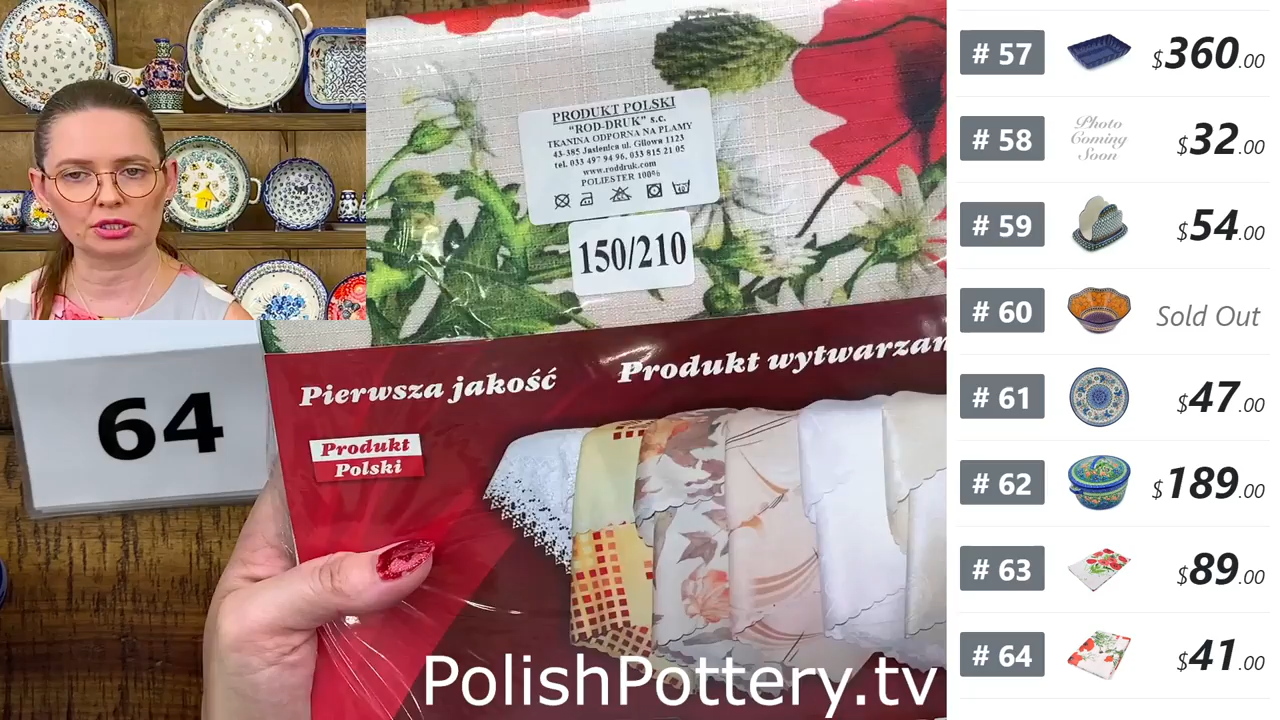 PRODUKT POLSKI
"ROD-DRUK" s.c.
TKANINA ODPORNA NA PLAMY
43-385 Jasienica ul. Gilowa 1123
tel. 033 497 94 96, 033 815 21 05
www.roddruk.com
POLIESTER 100%
150/210
Pierwsza jakość
Produkt wytwarzan
Produkt
Polski
64
PolishPottery.tv
# 57 $360.00
# 58 Photo Coming Soon $32.00
# 59 $54.00
# 60 Sold Out
# 61 $47.00
# 62 $189.00
# 63 $89.00
# 64 $41.00